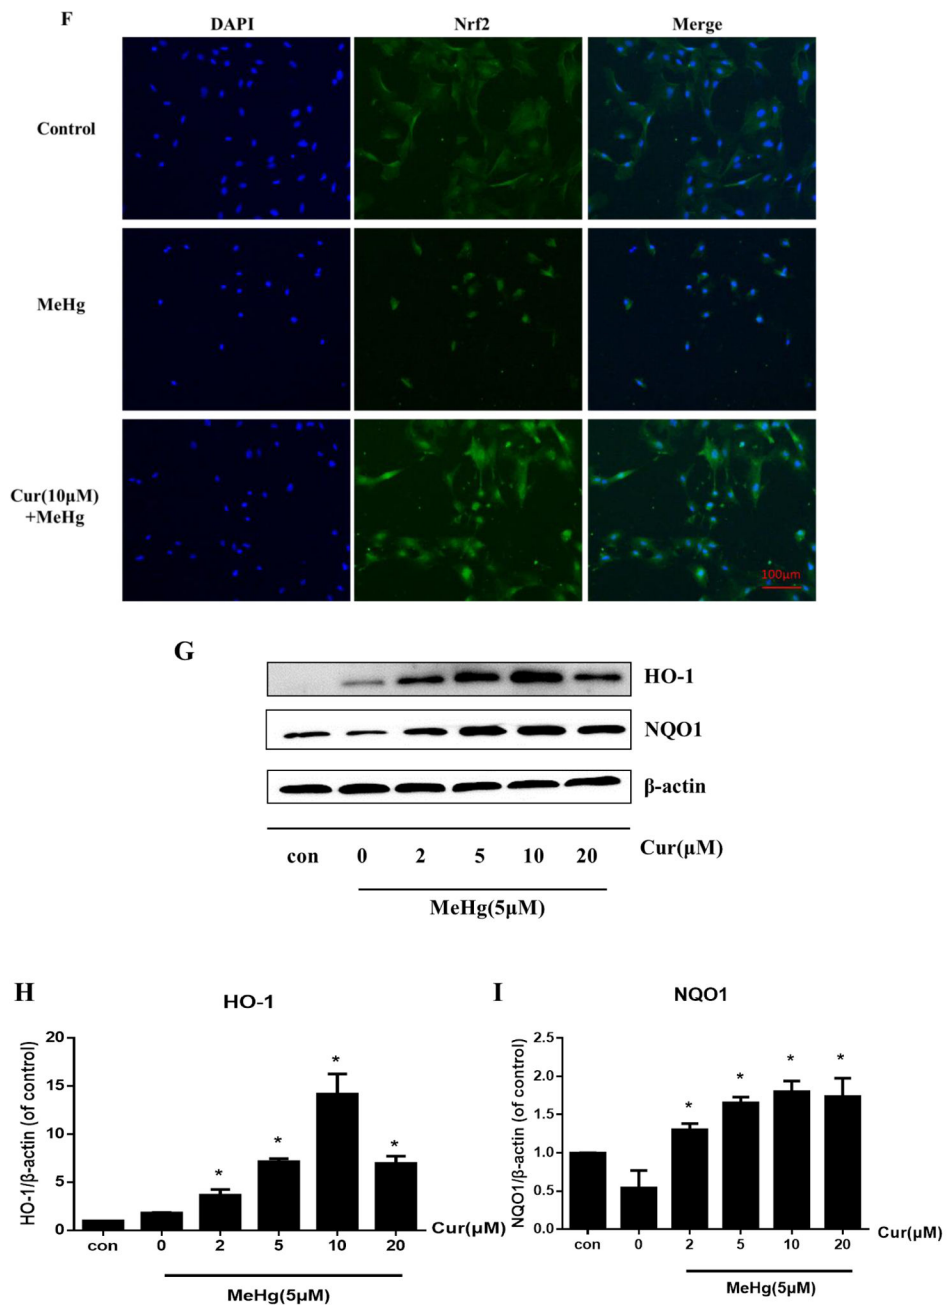 F
DAPI Nrf2 Merge
Control
MeHg
Cur(10μM)
+MeHg
100μm
G
HO-1
NQO1
β-actin
con 0 2 5 10 20 Cur(μM)
MeHg(5μM)
H
HO-1
HO-1/β-actin (of control)
20
15
10
5
0
* * * * 
con 0 2 5 10 20 Cur(μM)
MeHg(5μM)
I
NQO1
NQO1/β-actin (of control)
2.5
2.0
1.5
1.0
0.5
0.0
* * * *
con 0 2 5 10 20 Cur(μM)
MeHg(5μM)